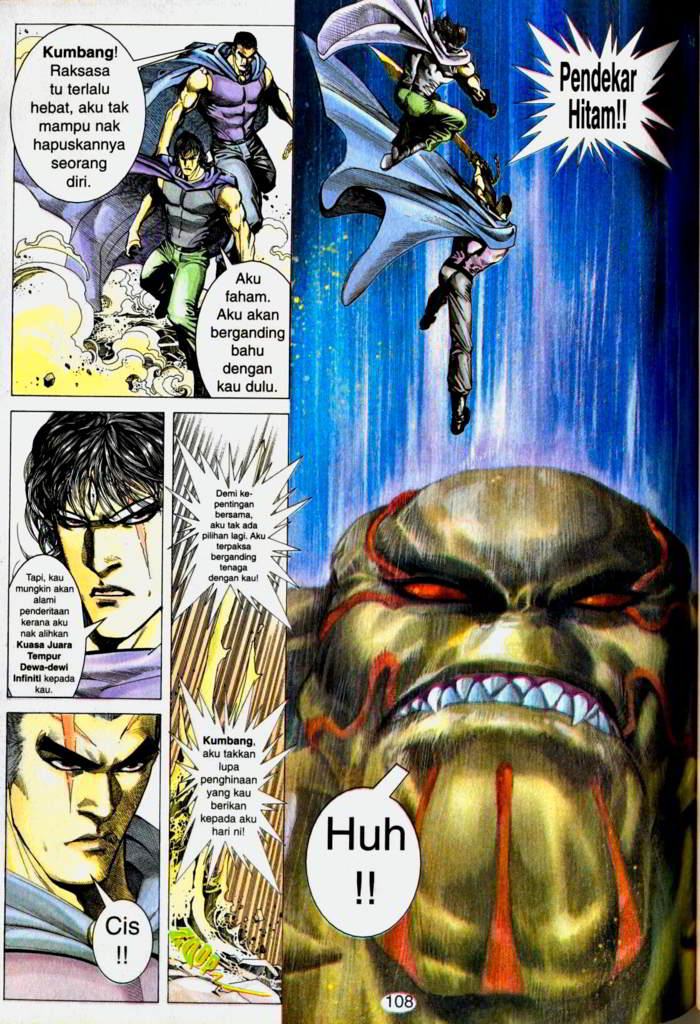 Kumbang!
Raksasa
tu terlalu
hebat, aku tak
mampu nak
hapuskannya
seorang
diri.
Aku
faham.
Aku akan
berganding
bahu
dengan
kau dulu.
Tapi, kau
mungkin akan
alami
penderitaan
kerana aku
nak alihkan
Kuasa Juara
Tempur
Dewa-dewi
Infiniti kepada
kau.
Demi ke-
pentingan
bersama,
aku tak ada
pilihan lagi. Aku
terpaksa
berganding
tenaga
dengan kau!
Cis
!!
Kumbang,
aku takkan
lupa
penghinaan
yang kau
berikan
kepada aku
hari ni!
Pendekar
Hitam!!
Huh
!!
108